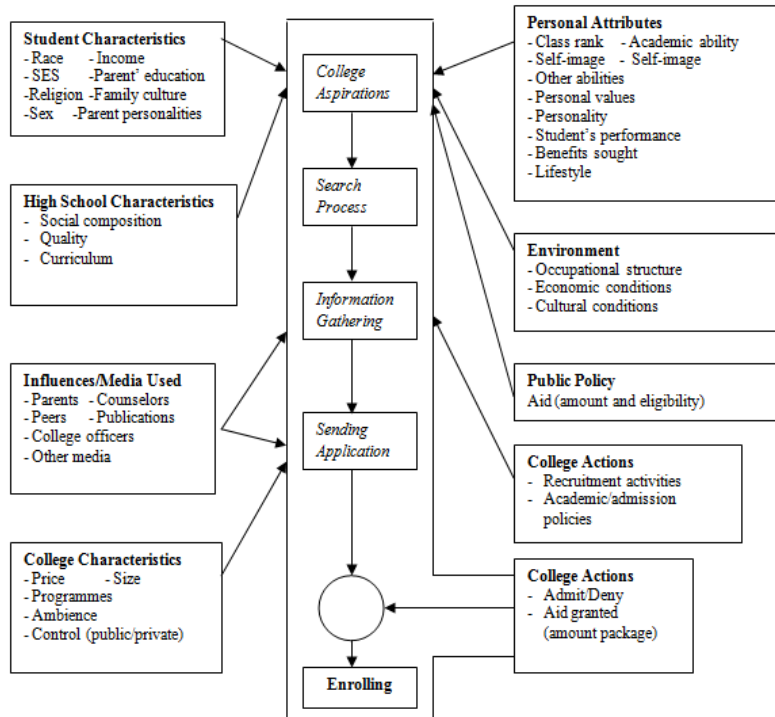 Student Characteristics
- Race - Income
- SES -Parent' education
-Religion -Family culture
-Sex -Parent personalities
High School Characteristics
- Social composition
- Quality
- Curriculum
Influences/Media Used
- Parents - Counselors
- Peers - Publications
- College officers
- Other media
College Characteristics
- Price - Size
- Programmes
- Ambience
- Control (public/private)
College
Aspirations
Search
Process
Information
Gathering
Sending
Application
Enrolling
Personal Attributes
- Class rank - Academic ability
- Self-image - Self-image
- Other abilities
- Personal values
- Personality
- Student's performance
- Benefits sought
- Lifestyle
Environment
- Occupational structure
- Economic conditions
- Cultural conditions
Public Policy
Aid (amount and eligibility)
College Actions
- Recruitment activities
- Academic/admission
policies
College Actions
- Admit/Deny
- Aid granted
(amount package)